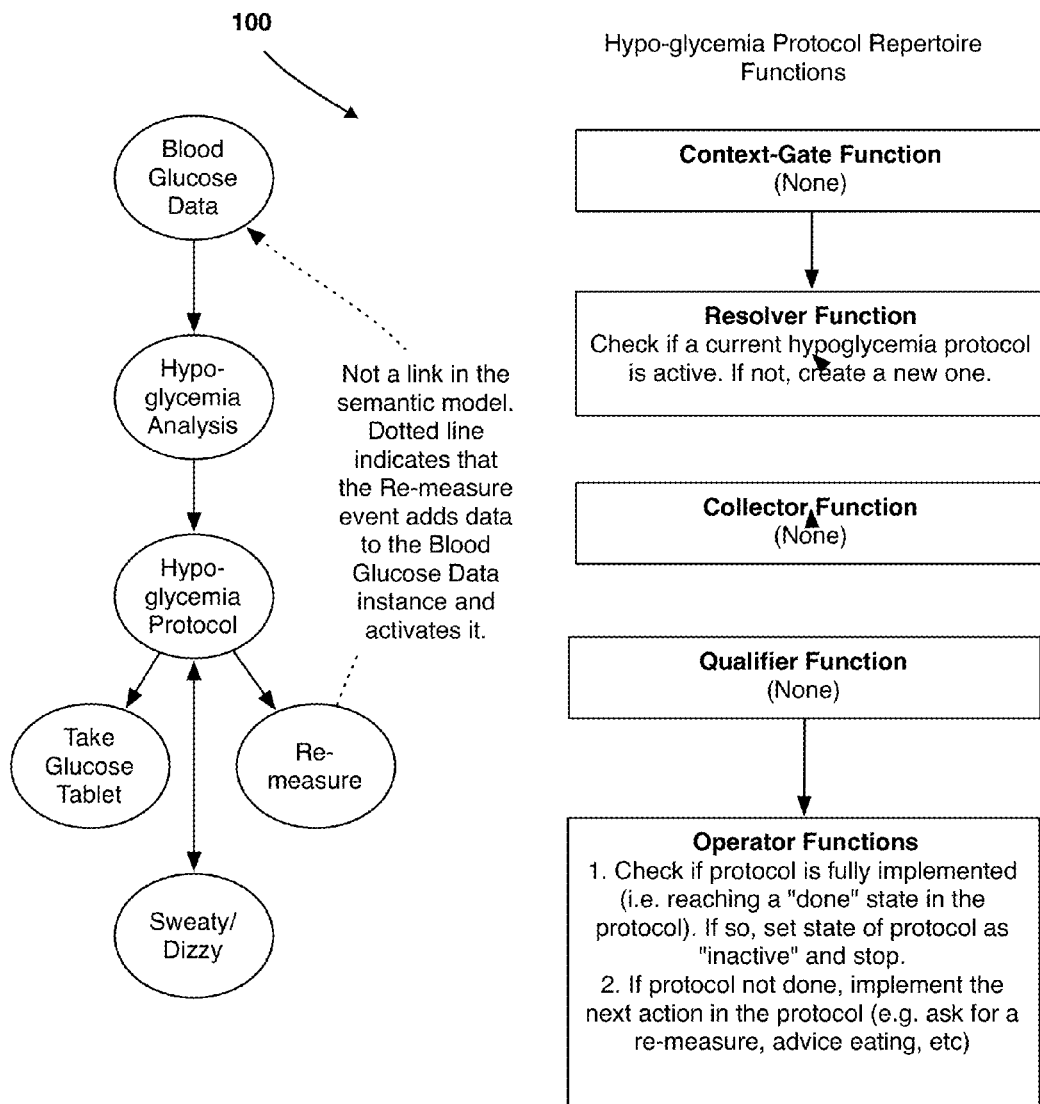 100
Blood
Glucose
Data
Hypo-
glycemia
Analysis
Hypo-
glycemia
Protocol
Take
Glucose
Tablet
Re-
measure
Sweaty/
Dizzy
Not a link in the
semantic model.
Dotted line
indicates that
the Re-measure
event adds data
to the Blood
Glucose Data
instance and
activates it.
Hypo-glycemia Protocol Repertoire
Functions
Context-Gate Function
(None)
Resolver Function
Check if a current hypoglycemia protocol
is active. If not, create a new one.
Collector Function
(None)
Qualifier Function
(None)
Operator Functions
1. Check if protocol is fully implemented
(i.e. reaching a "done" state in the
protocol). If so, set state of protocol as
"inactive" and stop.
2. If protocol not done, implement the
next action in the protocol (e.g. ask for a
re-measure, advice eating, etc)